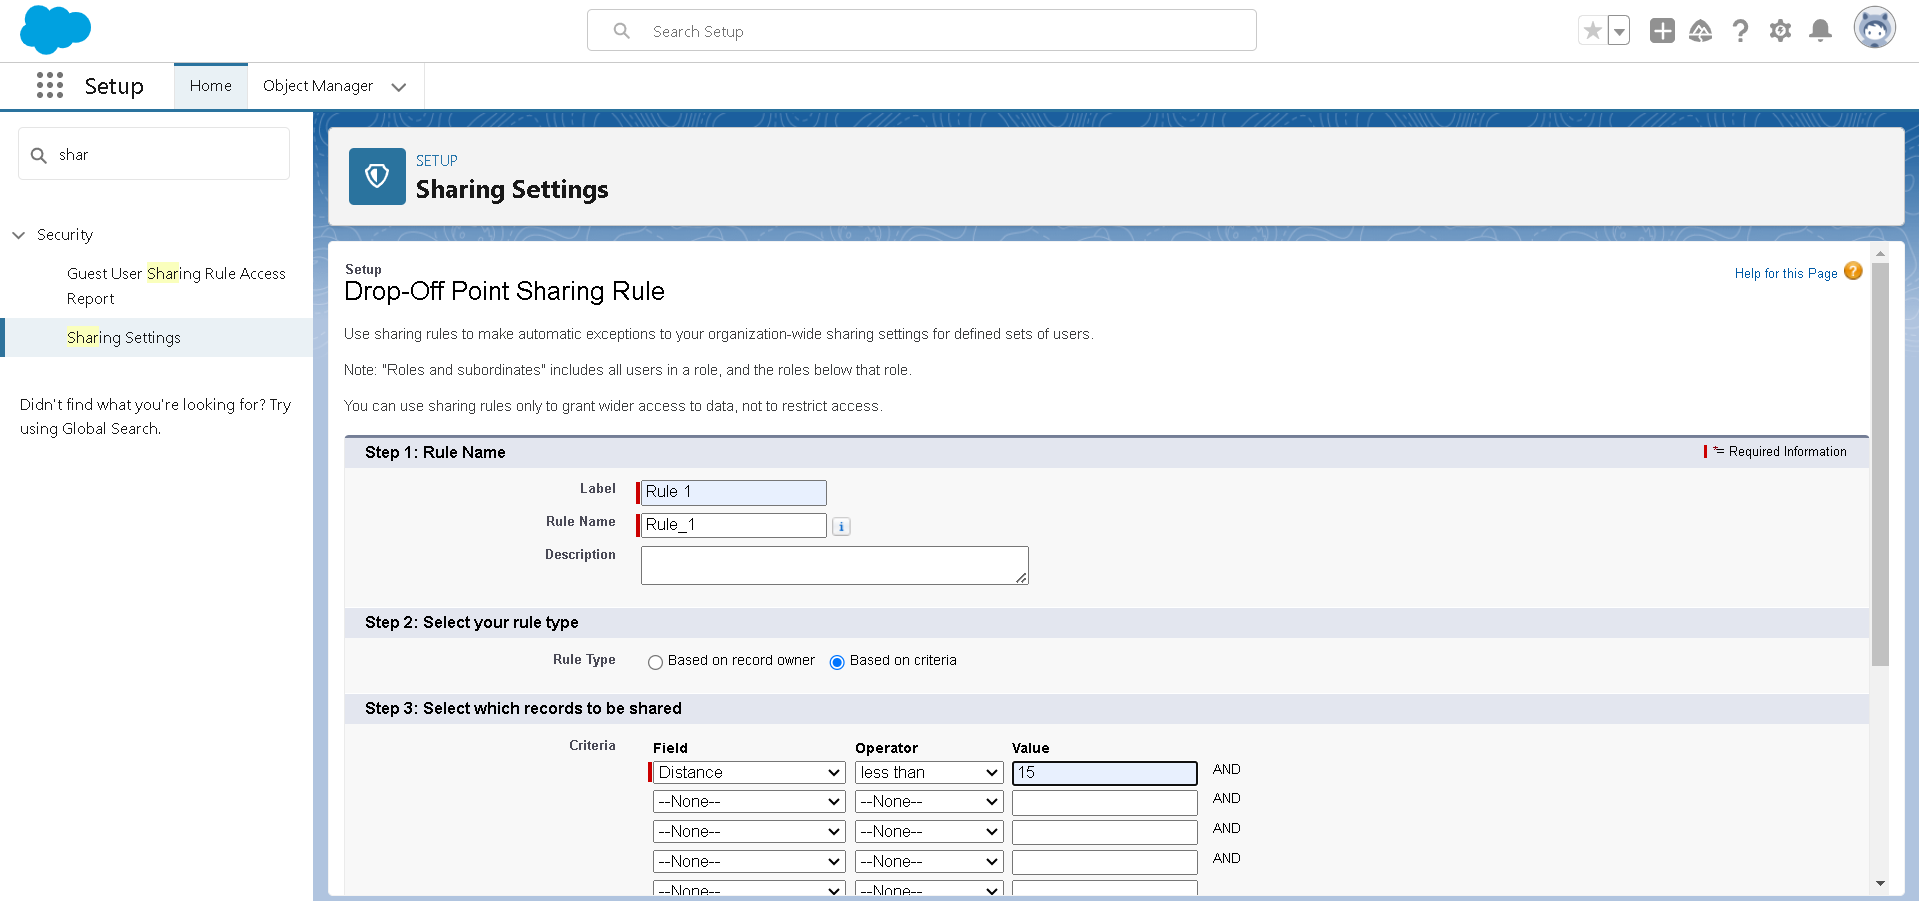 Search Setup
Setup
Home
Object Manager
shar
Security
Guest User Sharing Rule Access
Report
Sharing Settings
Didn't find what you're looking for? Try
using Global Search.
SETUP
Sharing Settings
Setup
Drop-Off Point Sharing Rule
Help for this Page ?
Use sharing rules to make automatic exceptions to your organization-wide sharing settings for defined sets of users.
Note: "Roles and subordinates" includes all users in a role, and the roles below that role.
You can use sharing rules only to grant wider access to data, not to restrict access.
Step 1: Rule Name
*= Required Information
Label Rule 1
Rule Name Rule_1 i
Description
Step 2: Select your rule type
Rule Type Based on record owner Based on criteria
Step 3: Select which records to be shared
Criteria Field Operator Value
Distance less than 15 AND
--None-- --None-- AND
--None-- --None-- AND
--None-- --None-- AND
--None-- --None--